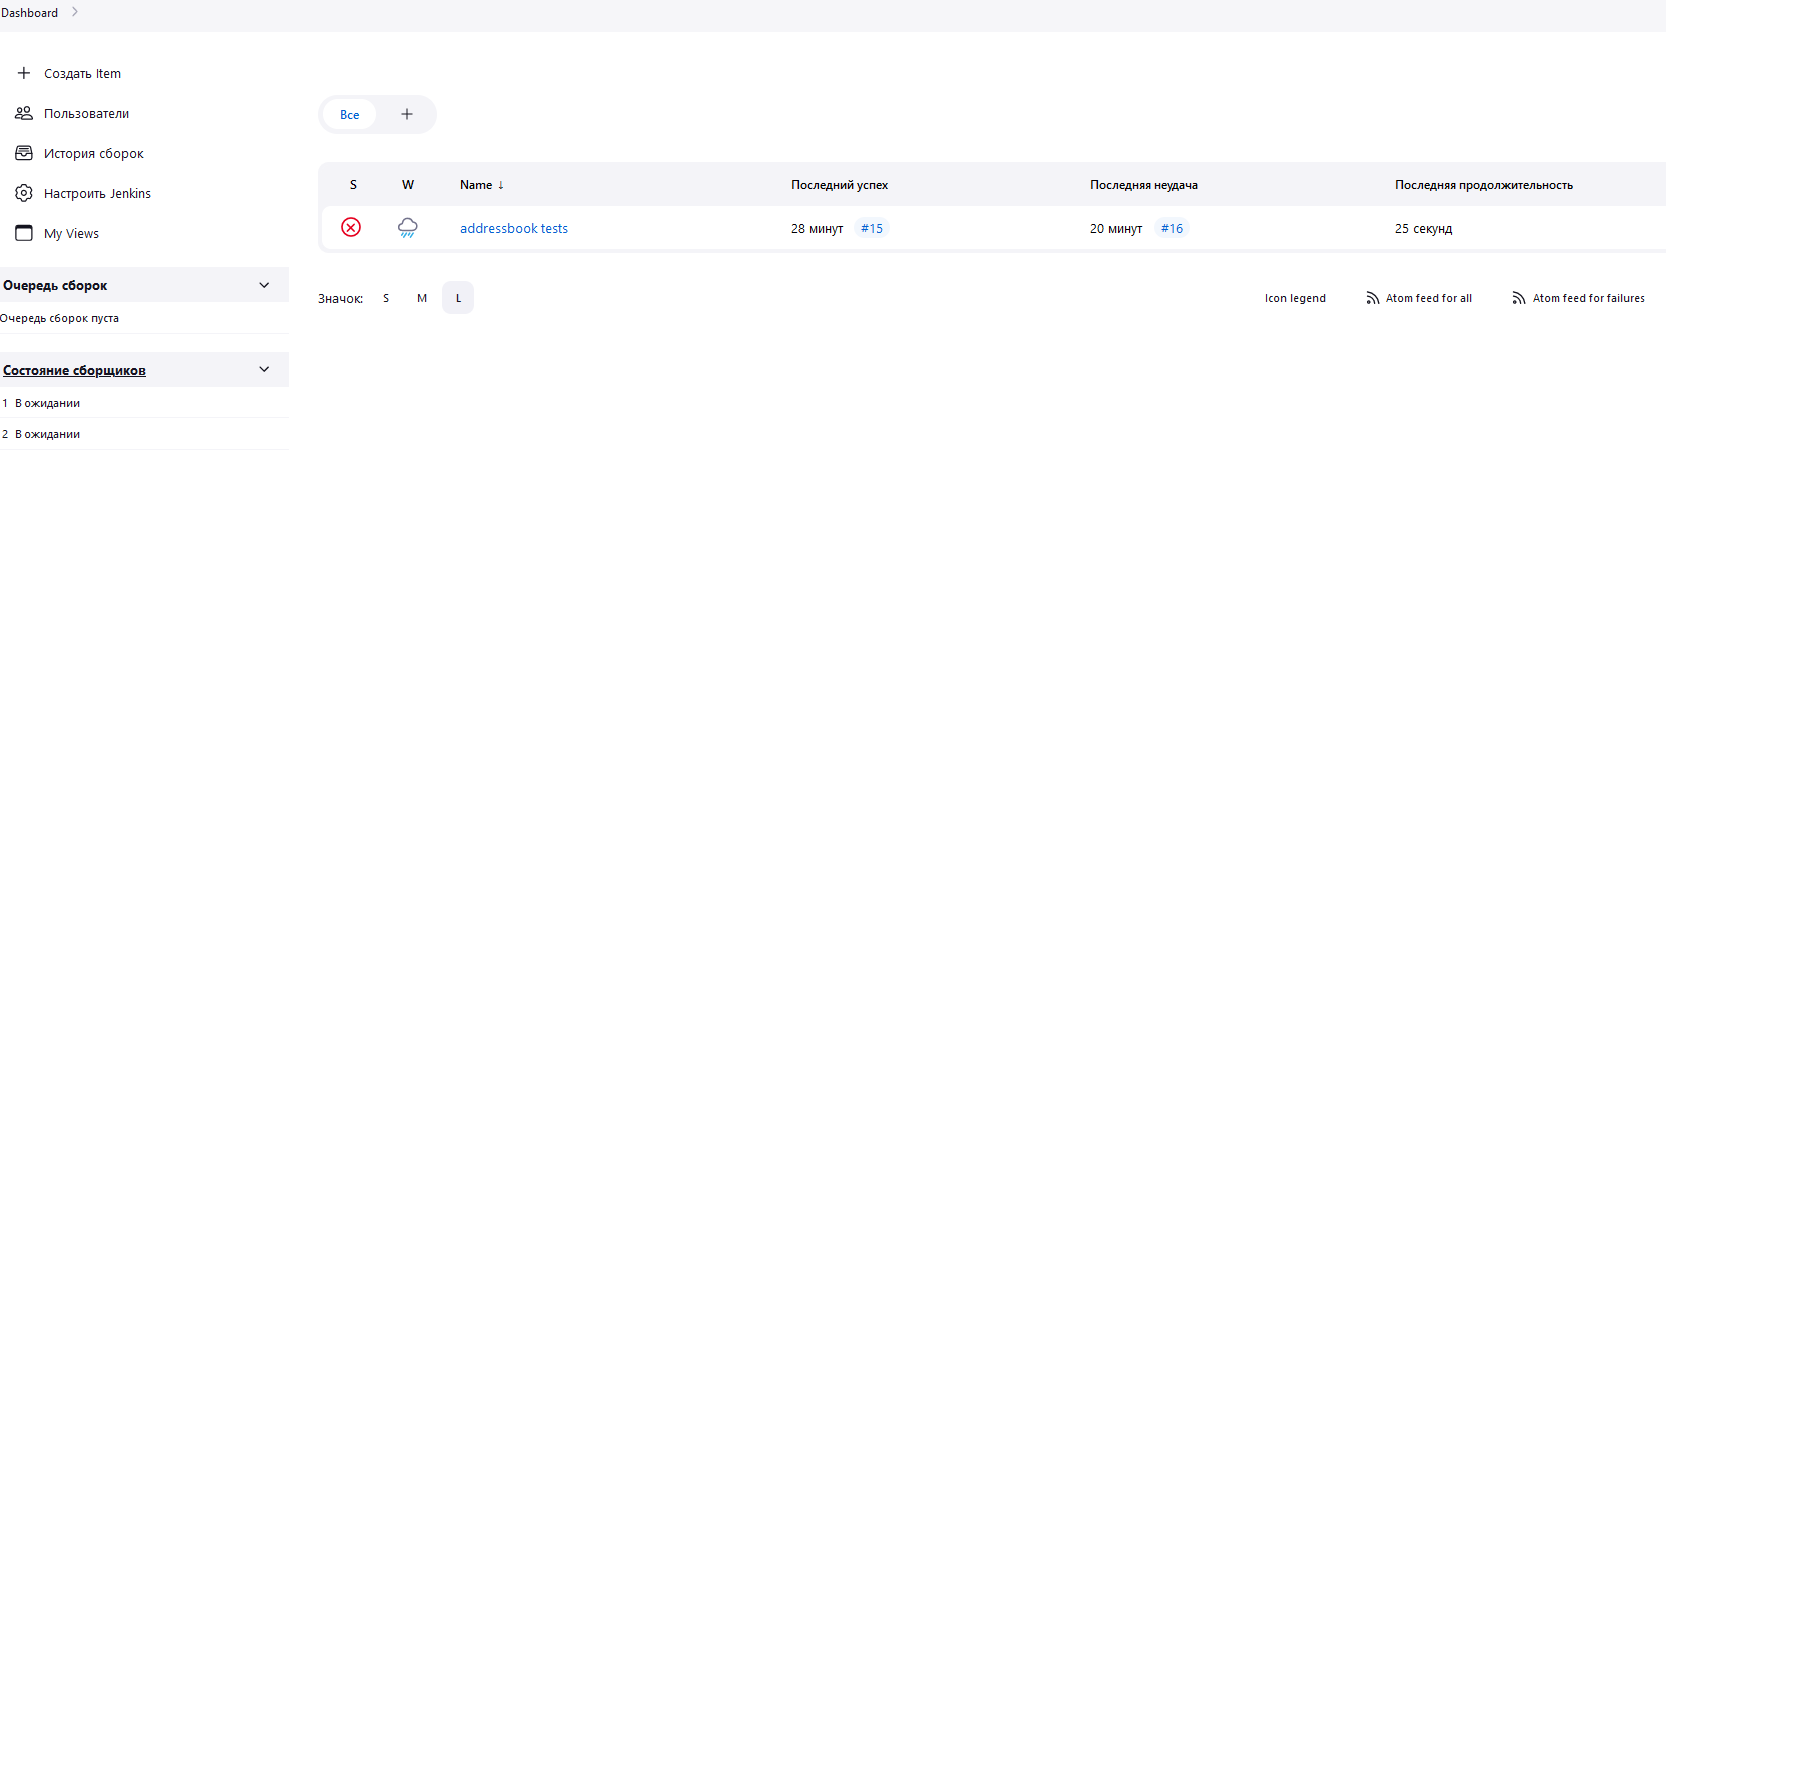 Dashboard
Создать Item
Пользователи
История сборок
Настроить Jenkins
My Views
Очередь сборок
Очередь сборок пуста
Состояние сборщиков
1 В ожидании
2 В ожидании
Все
S W Name ↓ Последний успех Последняя неудача Последняя продолжительность
addressbook tests 28 минут #15 20 минут #16 25 секунд
Значок: S M L Icon legend Atom feed for all Atom feed for failures